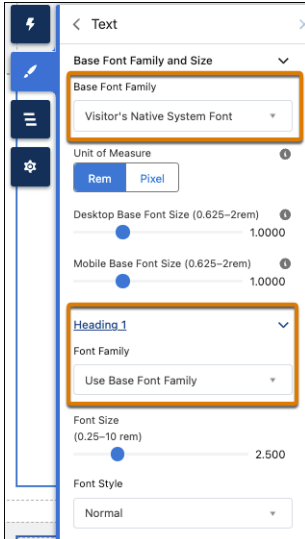 Text
Base Font Family and Size
Base Font Family
Visitor's Native System Font
Unit of Measure
Rem Pixel
Desktop Base Font Size (0.625–2rem)
1.0000
Mobile Base Font Size (0.625–2rem)
1.0000
Heading 1
Font Family
Use Base Font Family
Font Size
(0.25–10 rem)
2.500
Font Style
Normal